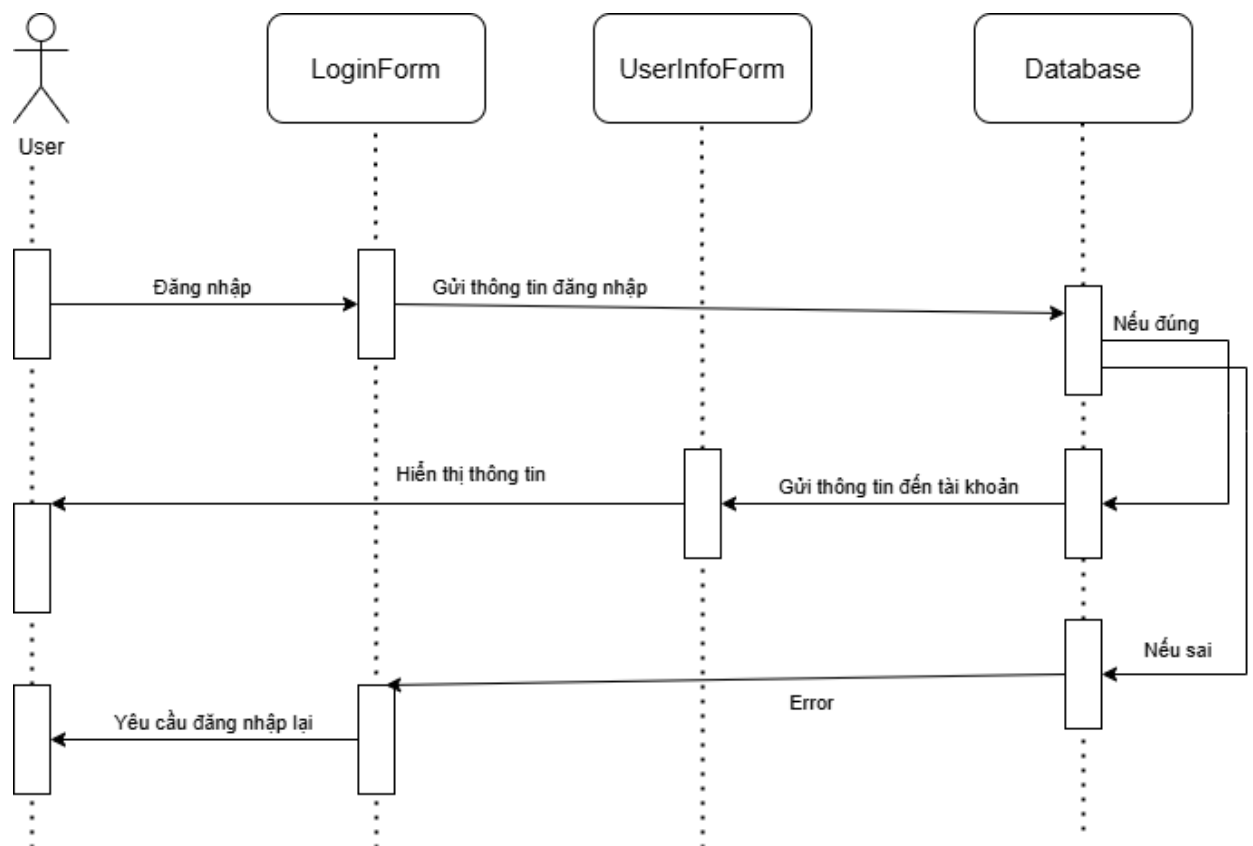 User
LoginForm
UserInfoForm
Database
Đăng nhập
Gửi thông tin đăng nhập
Nếu đúng
Hiển thị thông tin
Gửi thông tin đến tài khoản
Nếu sai
Error
Yêu cầu đăng nhập lại